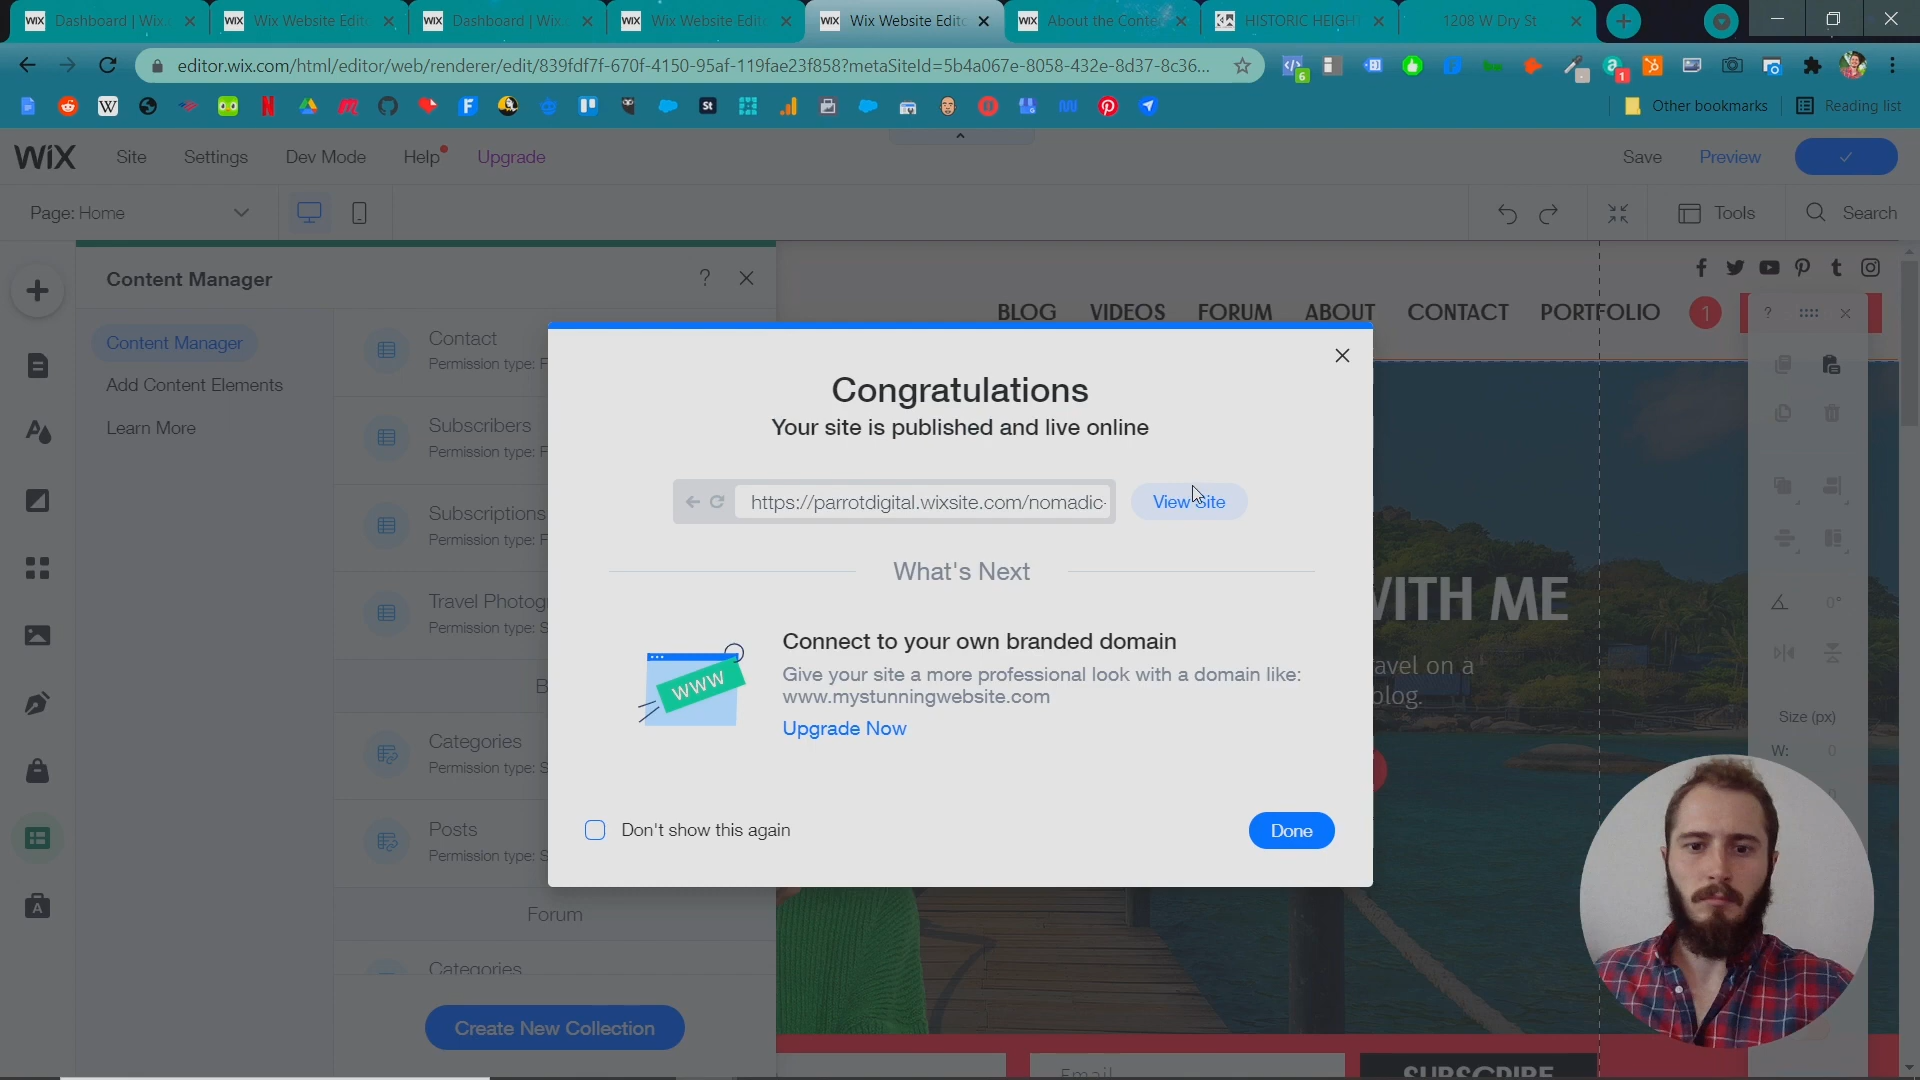 Dashboard | Wix.
Wix Website Edit
Dashboard | Wix.
Wix Website Edit
Wix Website Edito
About the Conte
HISTORIC HEIGHT
1208 W Dry St
editor.wix.com/html/editor/web/renderer/edit/839fdf7f-670f-4150-95af-119fae23f858?metaSiteId=5b4a067e-8058-432e-8d37-8c36...
Other bookmarks
Reading list
WiX
Site
Settings
Dev Mode
Help
Upgrade
Save
Preview
Page: Home
Tools
Search
Content Manager
?
Content Manager
Add Content Elements
Learn More
Contact
Permission type: F
Subscribers
Permission type: F
Subscriptions
Permission type: F
Travel Photog
Permission type: S
B
Categories
Permission type: S
Posts
Permission type: S
Forum
Categories
Create New Collection
BLOG
VIDEOS
FORUM
ABOUT
CONTACT
PORTFOLIO
1
?
WITH ME
avel on a
blog.
0°
Size (px)
W:
0
Email
SUBSCRIBE
Congratulations
Your site is published and live online
https://parrotdigital.wixsite.com/nomadic-
View Site
What's Next
WWW
Connect to your own branded domain
Give your site a more professional look with a domain like:
www.mystunningwebsite.com
Upgrade Now
Don't show this again
Done